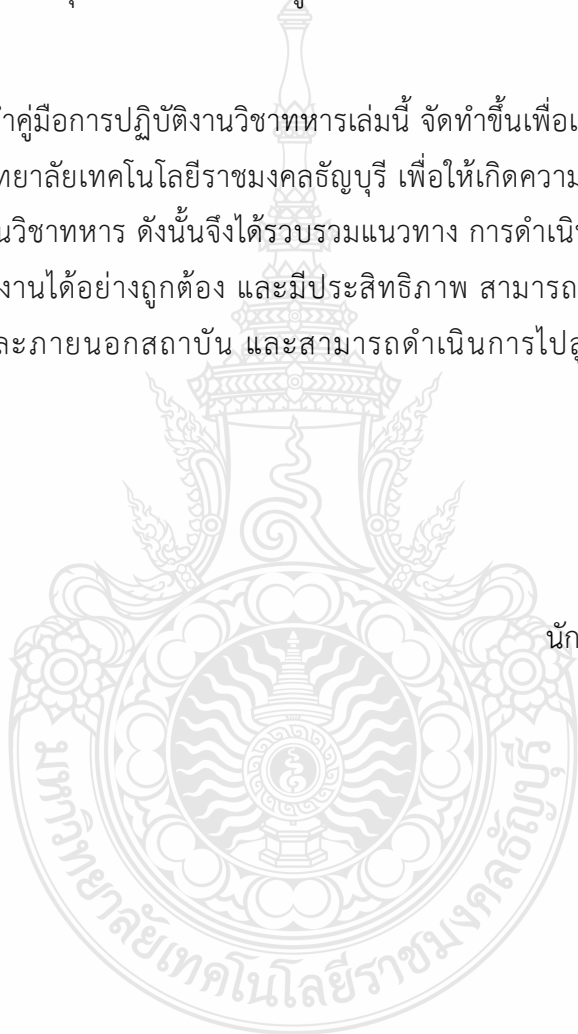 ำคู่มือการปฏิบัติงานวิชาทหารเล่มนี้ จัดทำขึ้นเพื่อเ
ทยาลัยเทคโนโลยีราชมงคลธัญบุรี เพื่อให้เกิดความ
นวิชาทหาร ดังนั้นจึงได้รวบรวมแนวทาง การดำเนิ
งานได้อย่างถูกต้อง และมีประสิทธิภาพ สามารถ
ละภายนอกสถาบัน และสามารถดำเนินการไปสู
นัก
มหาวิทยาลัยเทคโนโลยีราชมงคลธัญบุรี